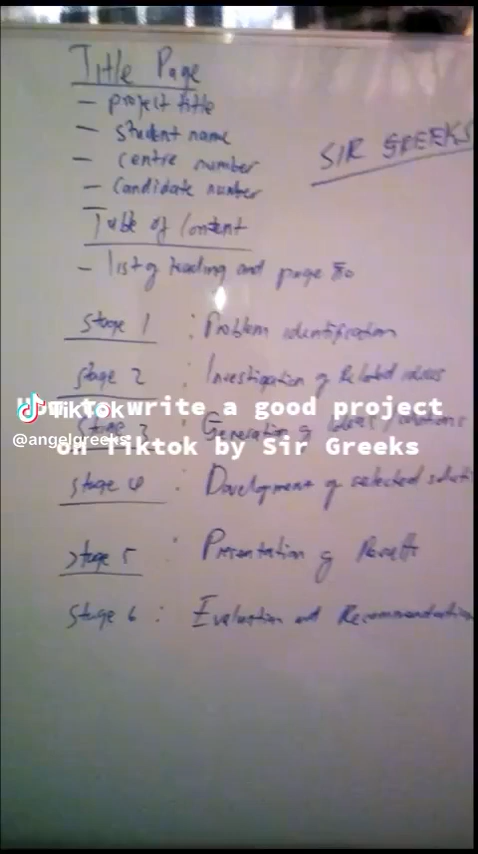 Title Page
- project title
- student name
- centre number
- Candidate number
SIR GREEKS
Table of Content
- list of heading and page no
Stage 1 : Problem identification
Stage 2 : Investigation of Related ideas
Stage 3 : Generation of Ideas /
How to write a good project
on Tiktok by Sir Greeks
TikTok
@angelgreeks
Stage 4 : Development of selected
Stage 5 : Presentation of Results
Stage 6 : Evaluation and Recommendation